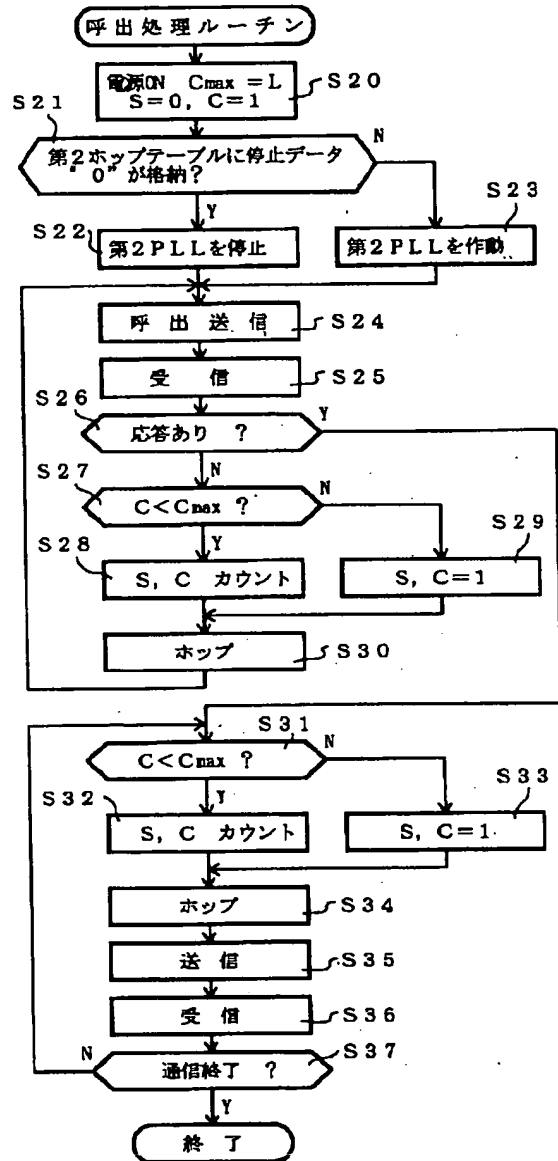 呼出処理ルーチン
電源ON Cmax=L
S=0, C=1
S20
S21
第2ホップテーブルに停止データ
"0"が格納?
N
Y
S22
第2PLLを停止
S23
第2PLLを作動
呼出送信
S24
受信
S25
S26
応答あり ?
Y
N
S27
C<Cmax ?
N
Y
S28
S, C カウント
S29
S, C=1
ホップ
S30
S31
C<Cmax ?
N
Y
S32
S, C カウント
S33
S, C=1
ホップ
S34
送信
S35
受信
S36
S37
N
通信終了 ?
Y
終了